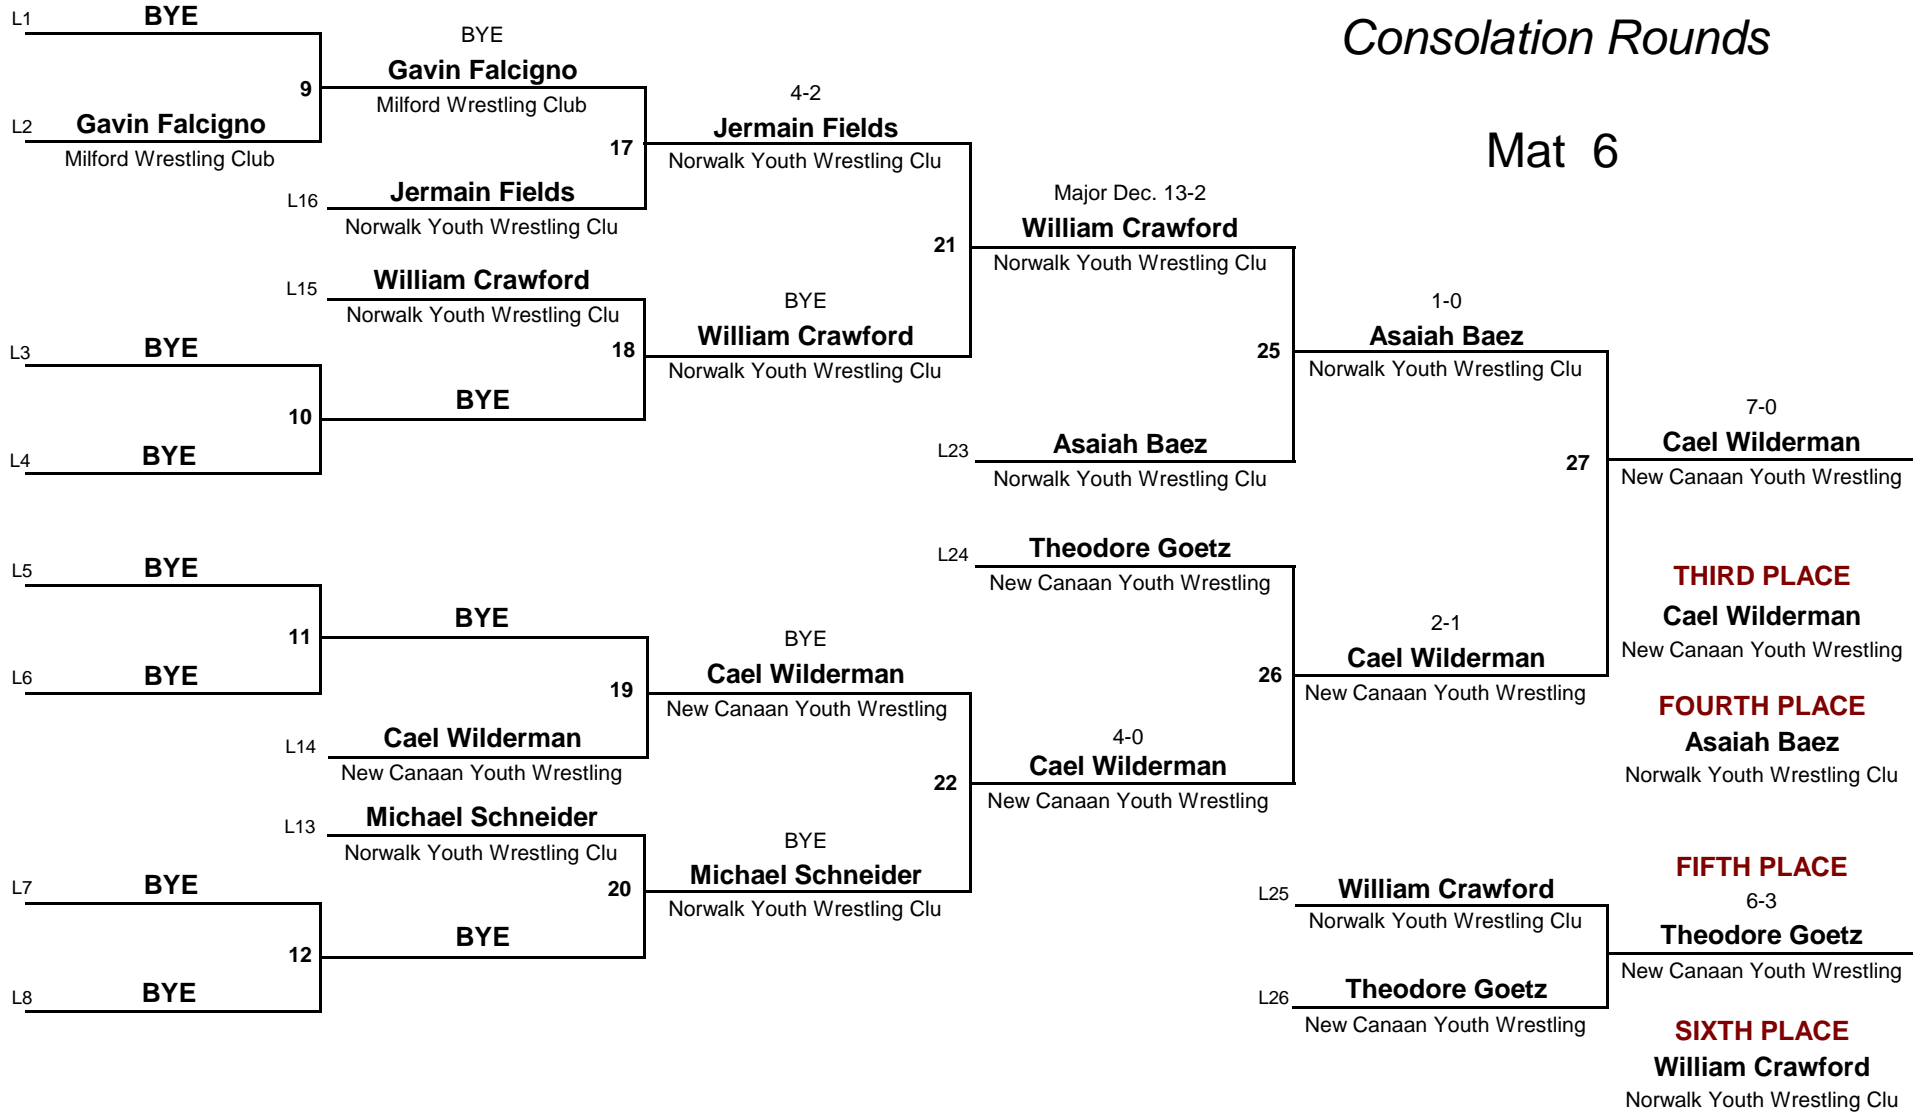 Consolation Rounds
Mat 6
L1 BYE
9
L2 Gavin Falcigno
Milford Wrestling Club
BYE
Gavin Falcigno
Milford Wrestling Club
17
L16 Jermain Fields
Norwalk Youth Wrestling Clu
4-2
Jermain Fields
Norwalk Youth Wrestling Clu
L15 William Crawford
Norwalk Youth Wrestling Clu
18
L3 BYE
10
L4 BYE
BYE
BYE
William Crawford
Norwalk Youth Wrestling Clu
21
Major Dec. 13-2
William Crawford
Norwalk Youth Wrestling Clu
25
L23 Asaiah Baez
Norwalk Youth Wrestling Clu
1-0
Asaiah Baez
Norwalk Youth Wrestling Clu
27
7-0
Cael Wilderman
New Canaan Youth Wrestling
L5 BYE
11
L6 BYE
BYE
19
L14 Cael Wilderman
New Canaan Youth Wrestling
BYE
Cael Wilderman
New Canaan Youth Wrestling
L13 Michael Schneider
Norwalk Youth Wrestling Clu
20
L7 BYE
12
L8 BYE
BYE
BYE
Michael Schneider
Norwalk Youth Wrestling Clu
22
L24 Theodore Goetz
New Canaan Youth Wrestling
26
4-0
Cael Wilderman
New Canaan Youth Wrestling
2-1
Cael Wilderman
New Canaan Youth Wrestling
THIRD PLACE
Cael Wilderman
New Canaan Youth Wrestling
FOURTH PLACE
Asaiah Baez
Norwalk Youth Wrestling Clu
L25 William Crawford
Norwalk Youth Wrestling Clu
L26 Theodore Goetz
New Canaan Youth Wrestling
FIFTH PLACE
6-3
Theodore Goetz
New Canaan Youth Wrestling
SIXTH PLACE
William Crawford
Norwalk Youth Wrestling Clu